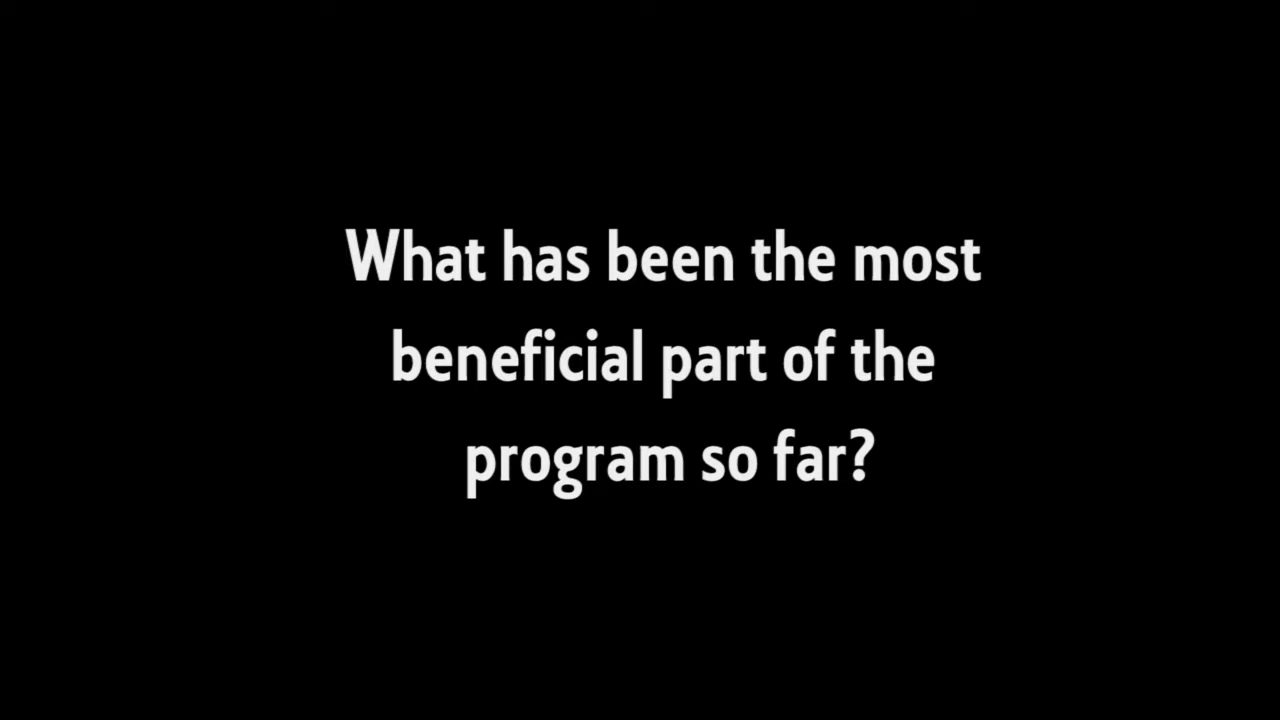 What has been the most
beneficial part of the
program so far?